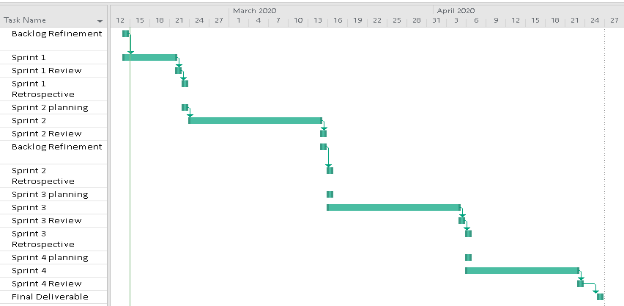 March 2020 April 2020
Task Name 12 15 18 21 24 27 1 4 7 10 13 16 19 22 25 28 31 3 6 9 12 15 18 21 24 27
Backlog Refinement
Sprint 1
Sprint 1 Review
Sprint 1
Retrospective
Sprint 2 planning
Sprint 2
Sprint 2 Review
Backlog Refinement
Sprint 2
Retrospective
Sprint 3 planning
Sprint 3
Sprint 3 Review
Sprint 3
Retrospective
Sprint 4 planning
Sprint 4
Sprint 4 Review
Final Deliverable